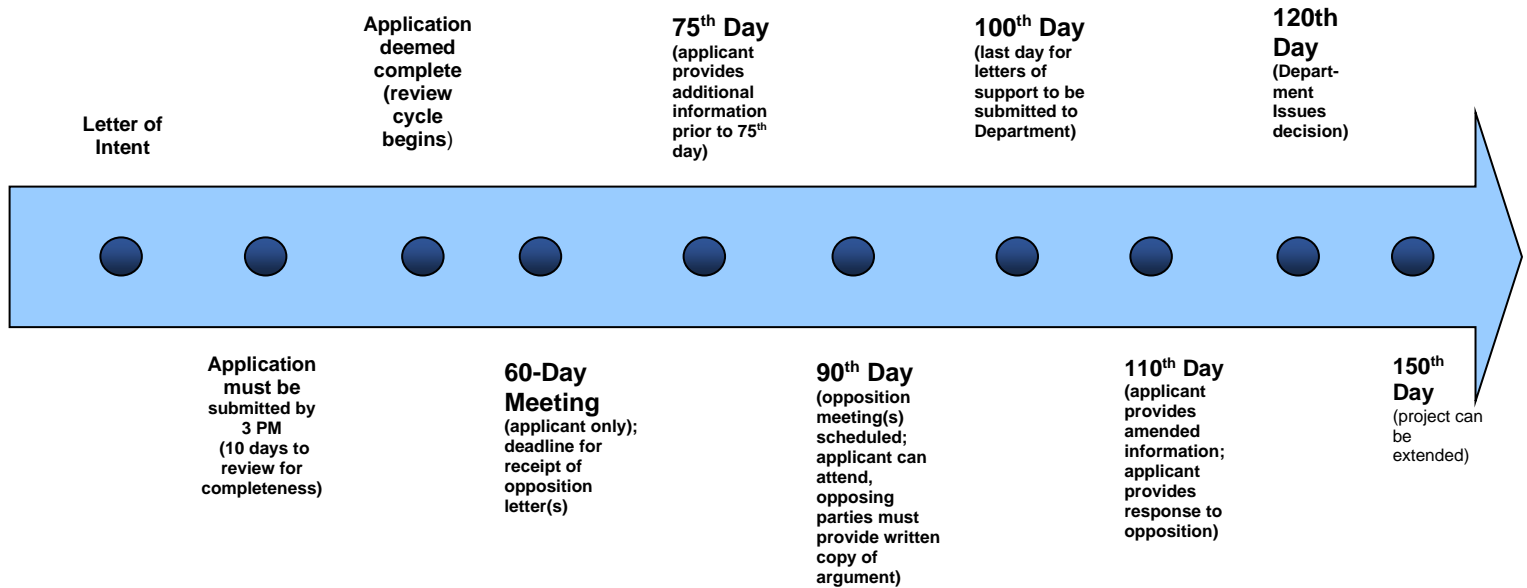 Letter of
Intent
Application
must be
submitted by
3 PM
(10 days to
review for
completeness)
Application
deemed
complete
(review
cycle
begins)
60-Day
Meeting
(applicant only);
deadline for
receipt of
opposition
letter(s)
75th Day
(applicant
provides
additional
information
prior to 75th
day)
90th Day
(opposition
meeting(s)
scheduled;
applicant can
attend,
opposing
parties must
provide written
copy of
argument)
100th Day
(last day for
letters of
support to be
submitted to
Department)
110th Day
(applicant
provides
amended
information;
applicant
provides
response to
opposition)
120th
Day
(Depart-
ment
Issues
decision)
150th
Day
(project can
be
extended)